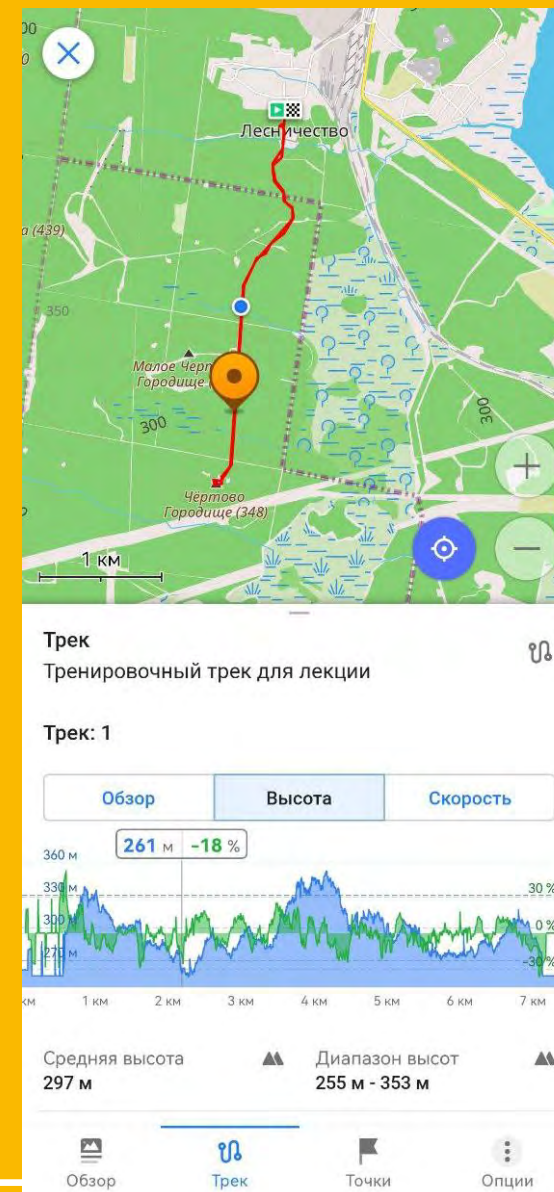 Лесничество
(439)
350
Малое Черт
Городище
300
300
Чёртово
Городище (348)
1 км
Трек
Тренировочный трек для лекции
Трек: 1
Обзор
Высота
Скорость
261 м -18 %
360 м
330 м
30 %
300 м
0 %
270 м
-30 %
км 1 км 2 км 3 км 4 км 5 км 6 км 7 км
Средняя высота
297 м
Диапазон высот
255 м - 353 м
Обзор
Трек
Точки
Опции